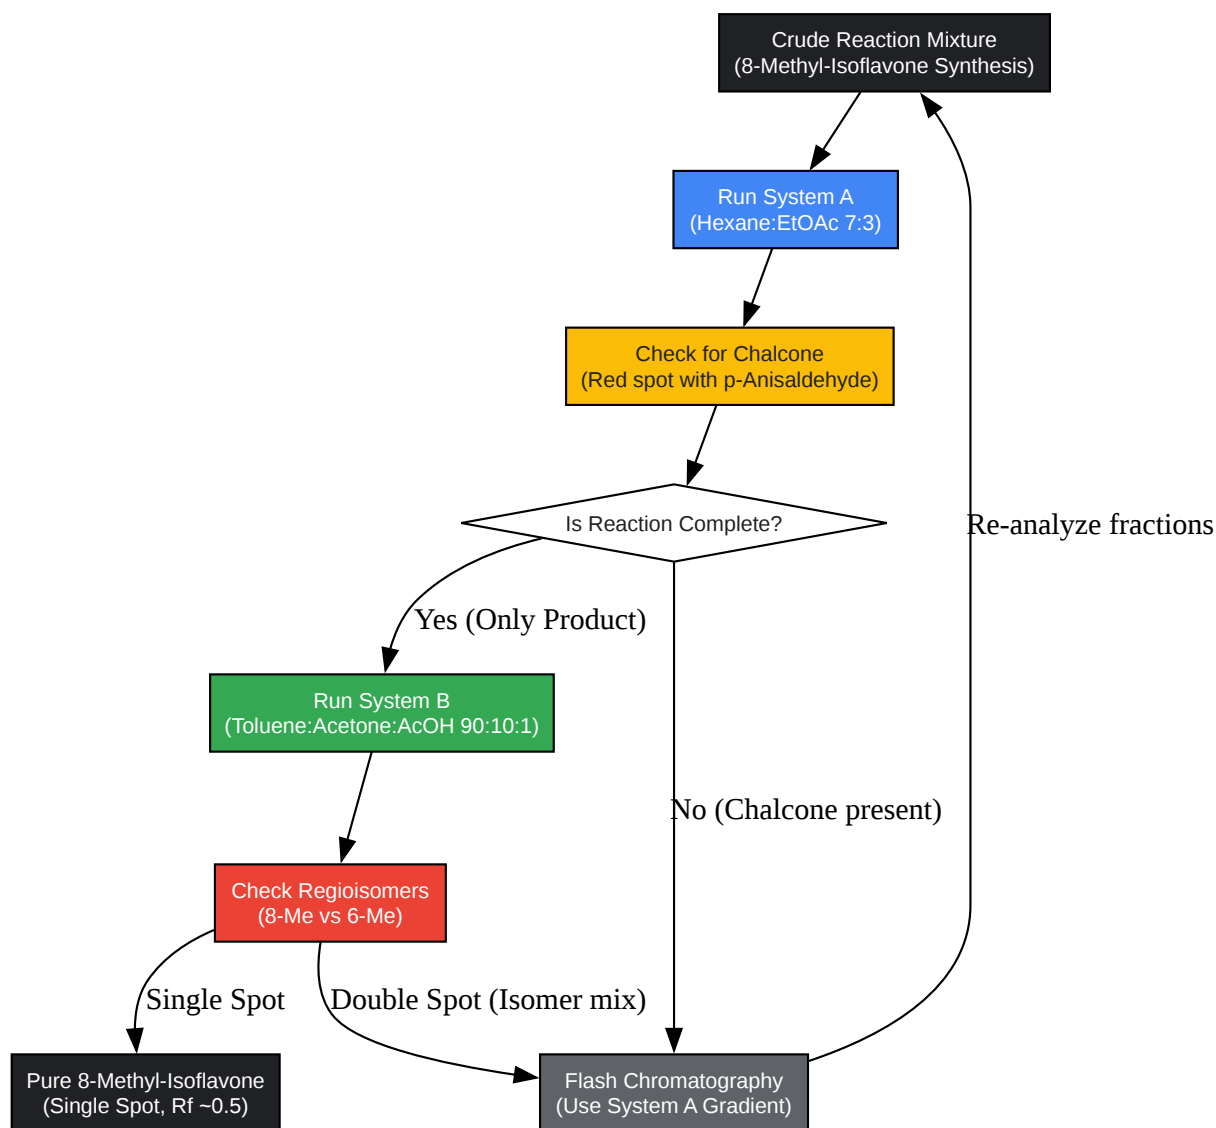 Crude Reaction Mixture
(8-Methyl-Isoflavone Synthesis)
Run System A
(Hexane:EtOAc 7:3)
Check for Chalcone
(Red spot with p-Anisaldehyde)
Is Reaction Complete?
Re-analyze fractions
Yes (Only Product)
Run System B
(Toluene:Acetone:AcOH 90:10:1)
No (Chalcone present)
Check Regioisomers
(8-Me vs 6-Me)
Single Spot
Double Spot (Isomer mix)
Pure 8-Methyl-Isoflavone
(Single Spot, Rf ~0.5)
Flash Chromatography
(Use System A Gradient)